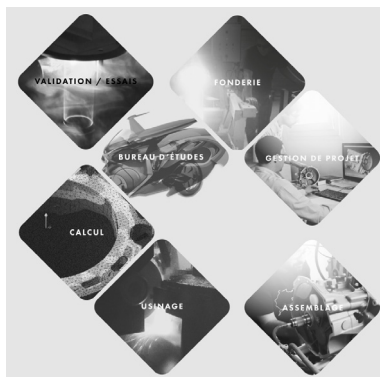 VALIDATION / ESSAIS
FONDERIE
BUREAU D'ÉTUDES
GESTION DE PROJET
CALCUL
USINAGE
ASSEMBLAGE